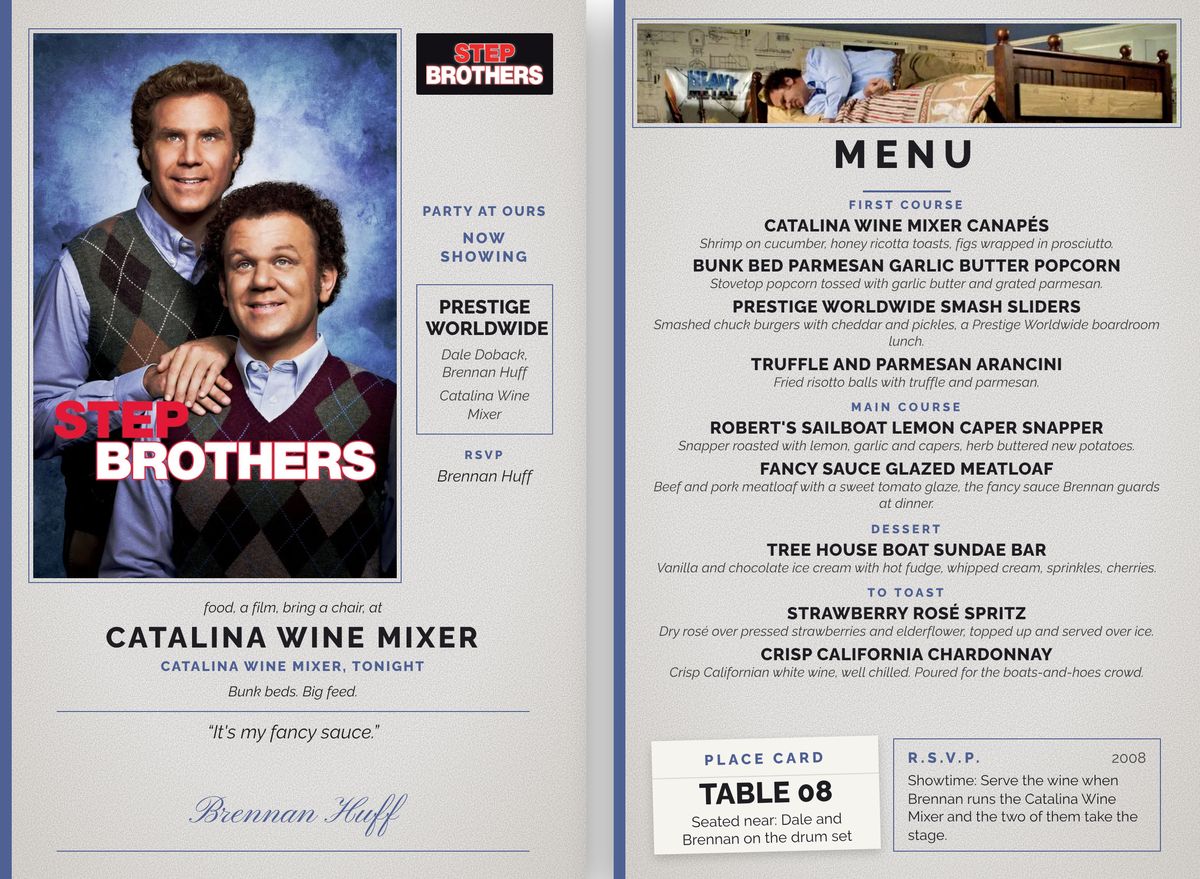 STEP
BROTHERS
STEP
BROTHERS
PARTY AT OURS
NOW
SHOWING
PRESTIGE
WORLDWIDE
Dale Doback,
Brennan Huff
Catalina Wine
Mixer
RSVP
Brennan Huff
food, a film, bring a chair, at
CATALINA WINE MIXER
CATALINA WINE MIXER, TONIGHT
Bunk beds. Big feed.
“It's my fancy sauce.”
Brennan Huff
HEAVY
METAL
MENU
FIRST COURSE
CATALINA WINE MIXER CANAPÉS
Shrimp on cucumber, honey ricotta toasts, figs wrapped in prosciutto.
BUNK BED PARMESAN GARLIC BUTTER POPCORN
Stovetop popcorn tossed with garlic butter and grated parmesan.
PRESTIGE WORLDWIDE SMASH SLIDERS
Smashed chuck burgers with cheddar and pickles, a Prestige Worldwide boardroom
lunch.
TRUFFLE AND PARMESAN ARANCINI
Fried risotto balls with truffle and parmesan.
MAIN COURSE
ROBERT'S SAILBOAT LEMON CAPER SNAPPER
Snapper roasted with lemon, garlic and capers, herb buttered new potatoes.
FANCY SAUCE GLAZED MEATLOAF
Beef and pork meatloaf with a sweet tomato glaze, the fancy sauce Brennan guards
at dinner.
DESSERT
TREE HOUSE BOAT SUNDAE BAR
Vanilla and chocolate ice cream with hot fudge, whipped cream, sprinkles, cherries.
TO TOAST
STRAWBERRY ROSÉ SPRITZ
Dry rosé over pressed strawberries and elderflower, topped up and served over ice.
CRISP CALIFORNIA CHARDONNAY
Crisp Californian white wine, well chilled. Poured for the boats-and-hoes crowd.
PLACE CARD
TABLE 08
Seated near: Dale and
Brennan on the drum set
R.S.V.P. 2008
Showtime: Serve the wine when
Brennan runs the Catalina Wine
Mixer and the two of them take the
stage.